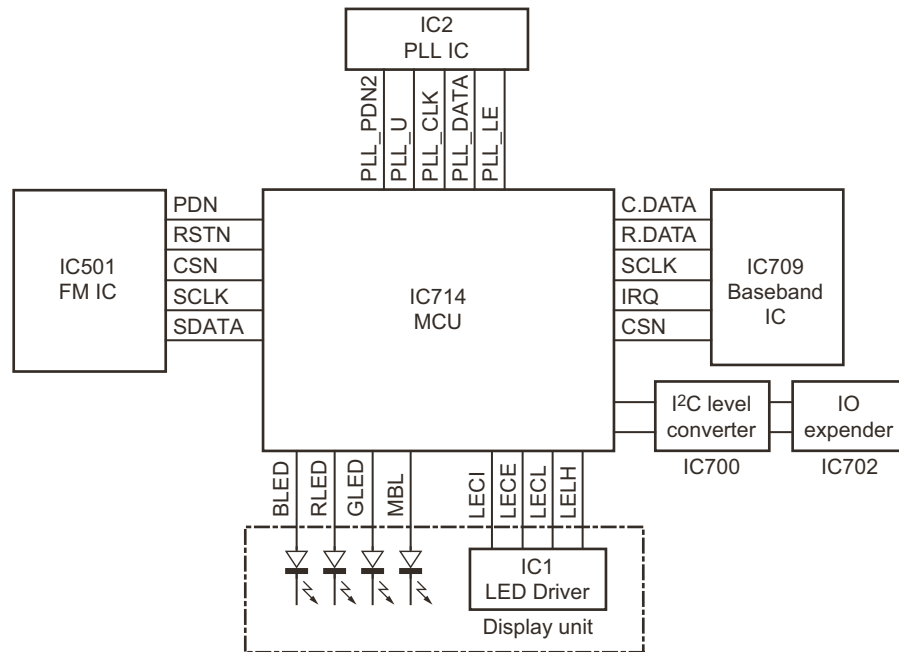 IC2
PLL IC
PLL_PDN2
PLL_U
PLL_CLK
PLL_DATA
PLL_LE
PDN
RSTN
CSN
SCLK
SDATA
IC501
FM IC
IC714
MCU
C.DATA
R.DATA
SCLK
IRQ
CSN
IC709
Baseband
IC
I²C level
converter
IC700
IO
expender
IC702
BLED
RLED
GLED
MBL
LECI
LECE
LECL
LELH
IC1
LED Driver
Display unit